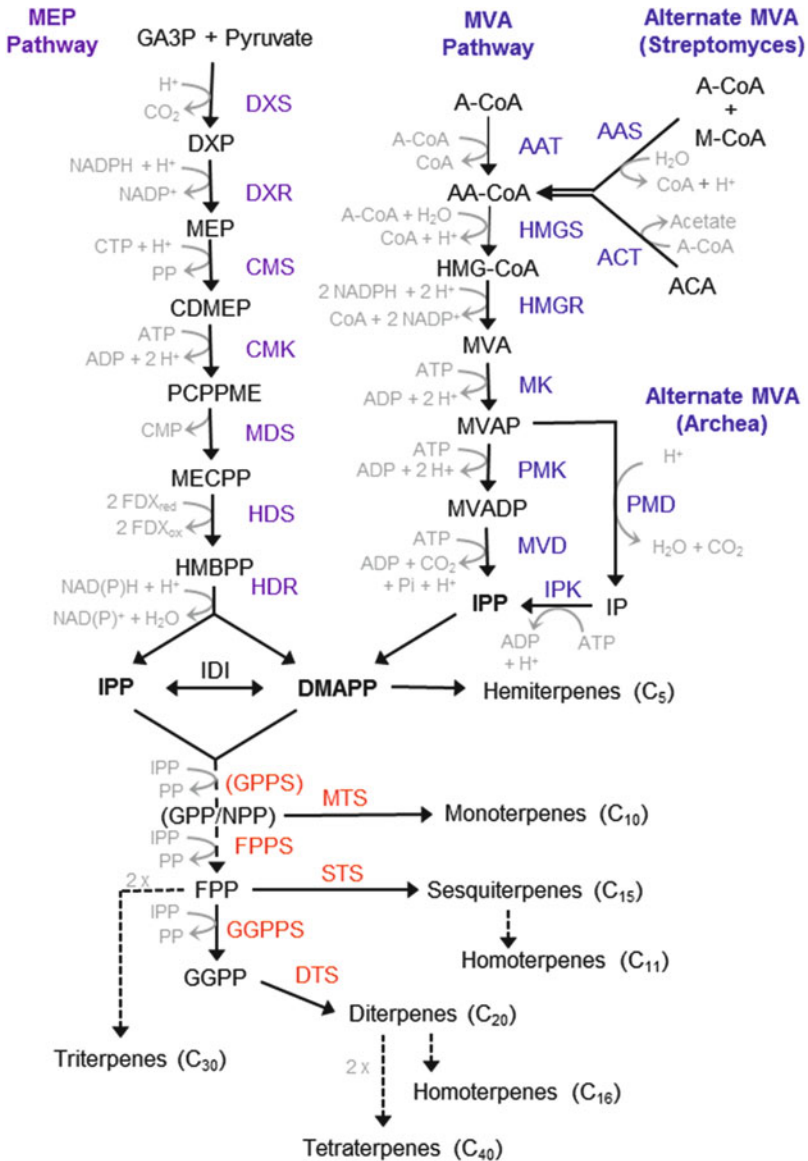 MEP
Pathway
GA3P + Pyruvate
H⁺
CO₂
DXS
DXP
NADPH + H⁺
NADP⁺
DXR
MEP
CTP + H⁺
PP
CMS
CDMEP
ATP
ADP + 2 H⁺
CMK
PCPPME
CMP
MDS
MECPP
2 FDXred
2 FDXox
HDS
HMBPP
NAD(P)H + H⁺
NAD(P)⁺ + H₂O
HDR
MVA
Pathway
A-CoA
A-CoA
CoA
AAT
AA-CoA
A-CoA + H₂O
CoA + H⁺
HMGS
HMG-CoA
2 NADPH + 2 H⁺
CoA + 2 NADP⁺
HMGR
MVA
ATP
ADP + 2 H⁺
MK
MVAP
ATP
ADP + 2 H+
PMK
MVADP
ATP
ADP + CO₂
+ Pi + H⁺
MVD
IPP
Alternate MVA
(Streptomyces)
A-CoA
+
M-CoA
AAS
H₂O
CoA + H⁺
Acetate
A-CoA
ACT
ACA
Alternate MVA
(Archea)
H⁺
PMD
H₂O + CO₂
IPK
IP
ADP
+ H⁺
ATP
IPP
IDI
DMAPP
Hemiterpenes (C₅)
IPP
PP
(GPPS)
(GPP/NPP)
MTS
Monoterpenes (C₁₀)
IPP
PP
FPPS
2 x
FPP
STS
Sesquiterpenes (C₁₅)
IPP
PP
GGPPS
Homoterpenes (C₁₁)
GGPP
DTS
Diterpenes (C₂₀)
Triterpenes (C₃₀)
2 x
Homoterpenes (C₁₆)
Tetraterpenes (C₄₀)